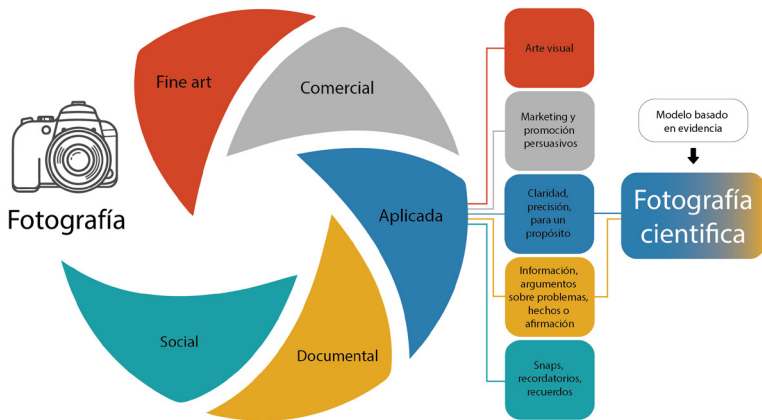 Fotografía
Fine art
Comercial
Aplicada
Documental
Social
Arte visual
Marketing y
promoción
persuasivos
Claridad,
precisión,
para un
propósito
Información,
argumentos
sobre problemas,
hechos o
afirmación
Snaps,
recordatorios,
recuerdos
Modelo basado
en evidencia
Fotografía
científica